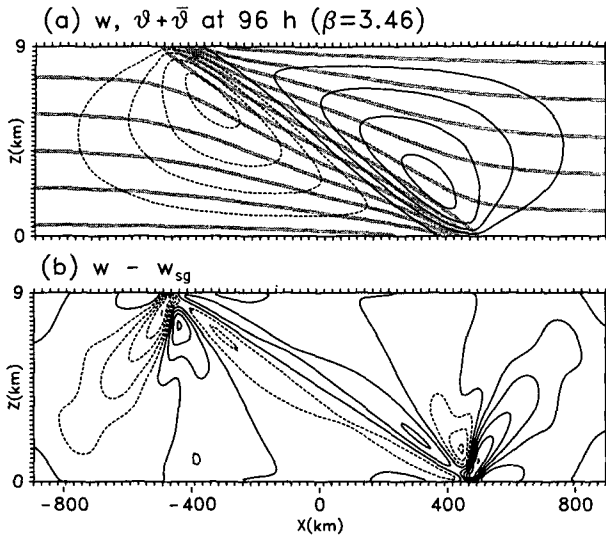 (a) w, ϑ+ϑ̄ at 96 h (β=3.46)
9
Z(km)
0
(b) w - w_sg
9
Z(km)
0
-800 -400 0 400 800
X(km)